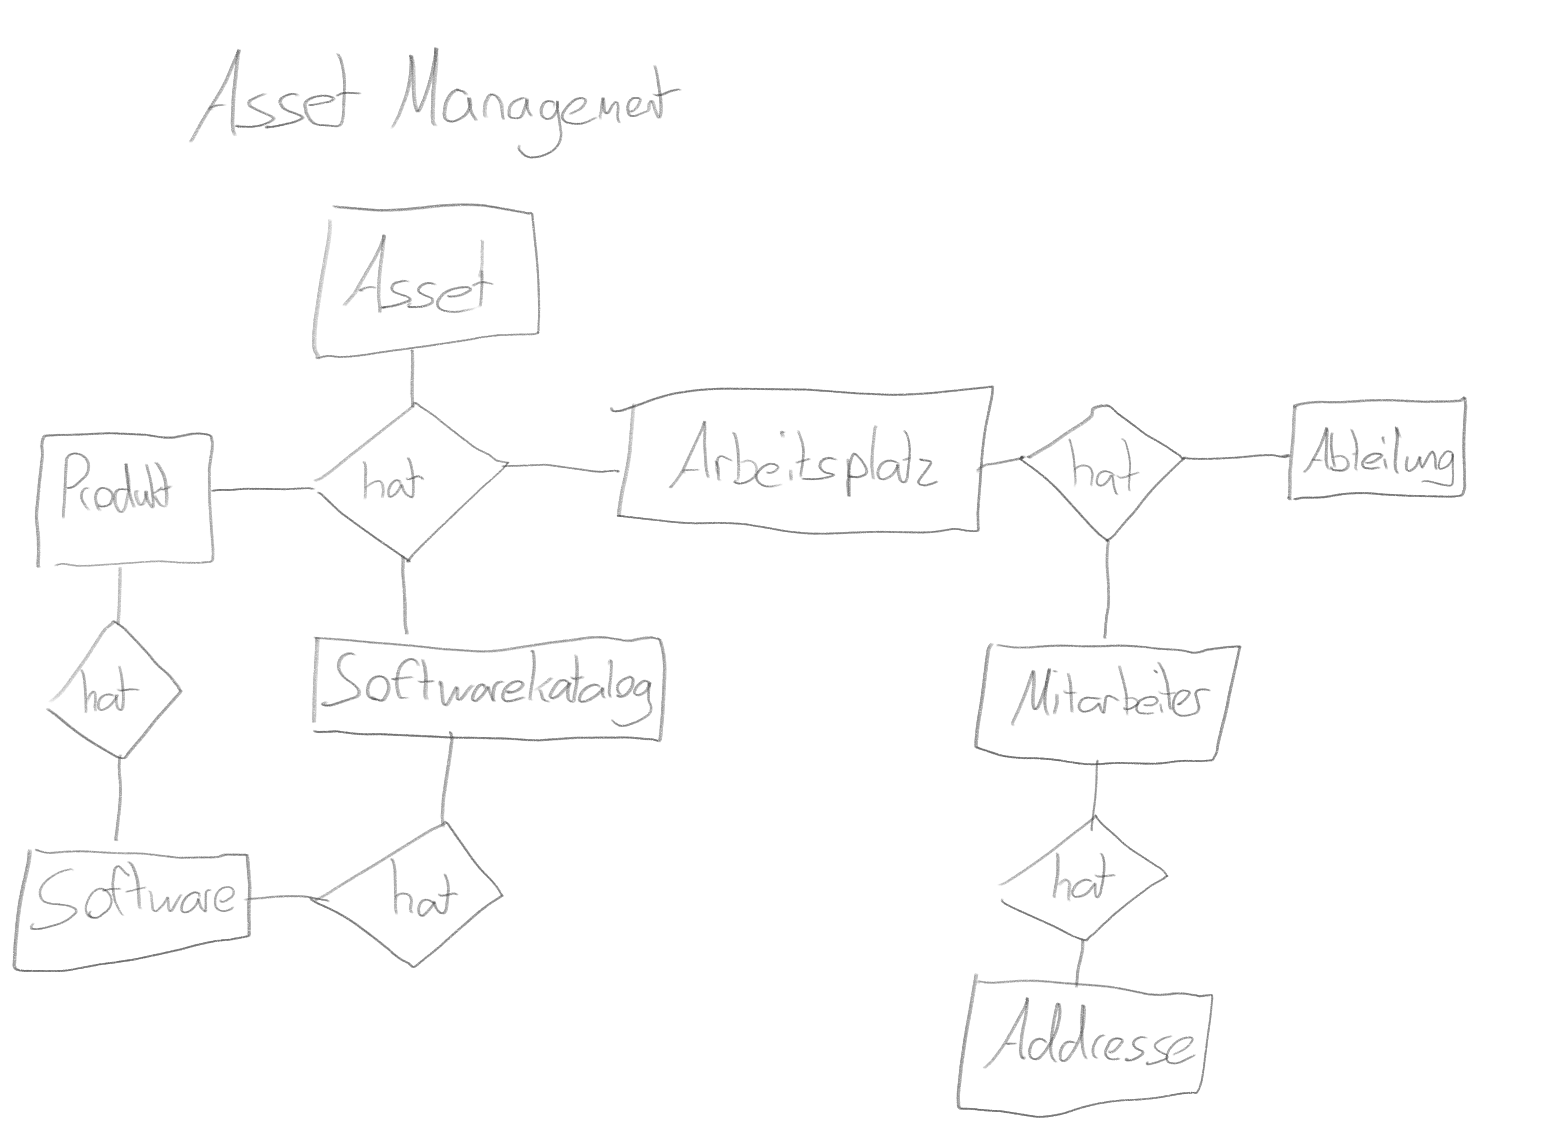 Asset Management
Asset
Produkt
hat
Arbeitsplatz
hat
Abteilung
hat
Softwarekatalog
Mitarbeiter
Software
hat
hat
Addresse